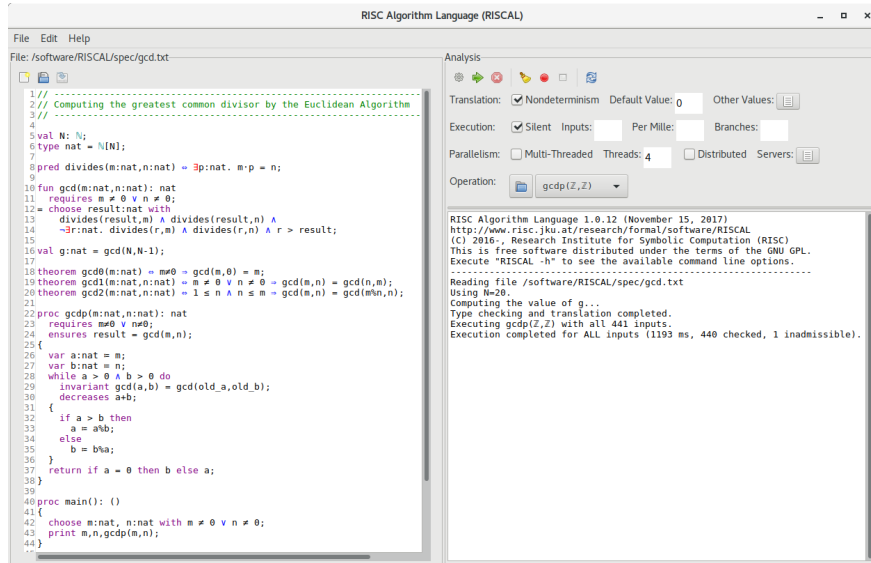 RISC Algorithm Language (RISCAL)
File Edit Help
File: /software/RISCAL/spec/gcd.txt
1 // ---------------------------------------------------------------------
2 // Computing the greatest common divisor by the Euclidean Algorithm
3 // ---------------------------------------------------------------------
4
5 val N: ℕ;
6 type nat = ℕ[N];
7
8 pred divides(m:nat,n:nat) ⇔ ∃p:nat. m·p = n;
9
10 fun gcd(m:nat,n:nat): nat
11   requires m ≠ 0 ∨ n ≠ 0;
12 = choose result:nat with
13     divides(result,m) ∧ divides(result,n) ∧
14     ¬∃r:nat. divides(r,m) ∧ divides(r,n) ∧ r > result;
15
16 val g:nat = gcd(N,N-1);
17
18 theorem gcd0(m:nat) ⇔ m≠0 ⇒ gcd(m,0) = m;
19 theorem gcd1(m:nat,n:nat) ⇔ m ≠ 0 ∨ n ≠ 0 ⇒ gcd(m,n) = gcd(n,m);
20 theorem gcd2(m:nat,n:nat) ⇔ 1 ≤ n ∧ n ≤ m ⇒ gcd(m,n) = gcd(m%n,n);
21
22 proc gcdp(m:nat,n:nat): nat
23   requires m≠0 ∨ n≠0;
24   ensures result = gcd(m,n);
25 {
26   var a:nat ≔ m;
27   var b:nat ≔ n;
28   while a > 0 ∧ b > 0 do
29     invariant gcd(a,b) = gcd(old_a,old_b);
30     decreases a+b;
31   {
32     if a > b then
33       a ≔ a%b;
34     else
35       b ≔ b%a;
36   }
37   return if a = 0 then b else a;
38 }
39
40 proc main(): ()
41 {
42   choose m:nat, n:nat with m ≠ 0 ∨ n ≠ 0;
43   print m,n,gcdp(m,n);
44 }
Analysis
Translation: Nondeterminism Default Value: 0 Other Values:
Execution: Silent Inputs: Per Mille: Branches:
Parallelism: Multi-Threaded Threads: 4 Distributed Servers:
Operation: gcdp(ℤ,ℤ)
RISC Algorithm Language 1.0.12 (November 15, 2017)
http://www.risc.jku.at/research/formal/software/RISCAL
(C) 2016-, Research Institute for Symbolic Computation (RISC)
This is free software distributed under the terms of the GNU GPL.
Execute "RISCAL -h" to see the available command line options.
---------------------------------------------------------------------
Reading file /software/RISCAL/spec/gcd.txt
Using N=20.
Computing the value of g...
Type checking and translation completed.
Executing gcdp(ℤ,ℤ) with all 441 inputs.
Execution completed for ALL inputs (1193 ms, 440 checked, 1 inadmissible).